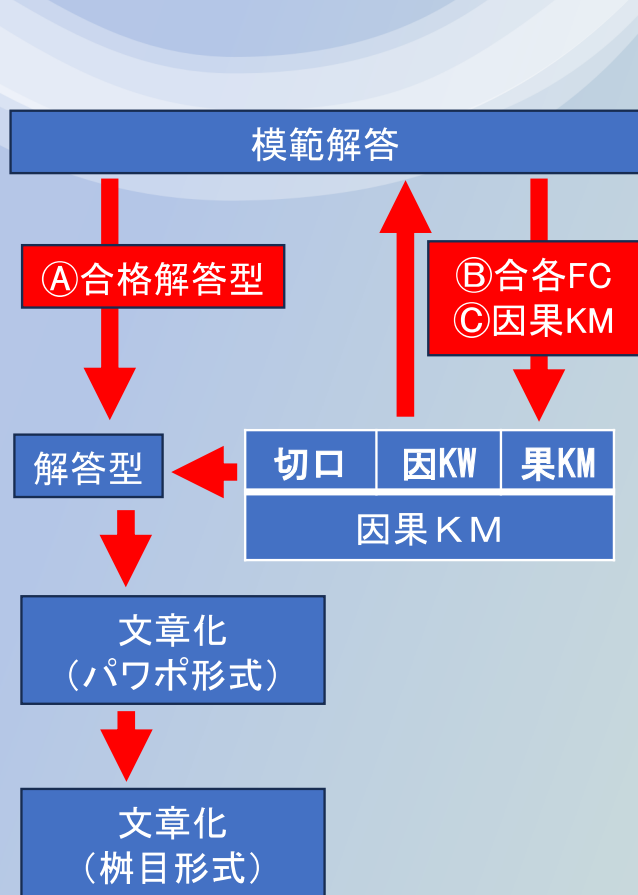 模範解答
Ⓐ合格解答型
Ⓑ合各FC
Ⓒ因果KM
解答型
切口 因KW 果KM
因果ＫＭ
文章化
（パワポ形式）
文章化
（桝目形式）